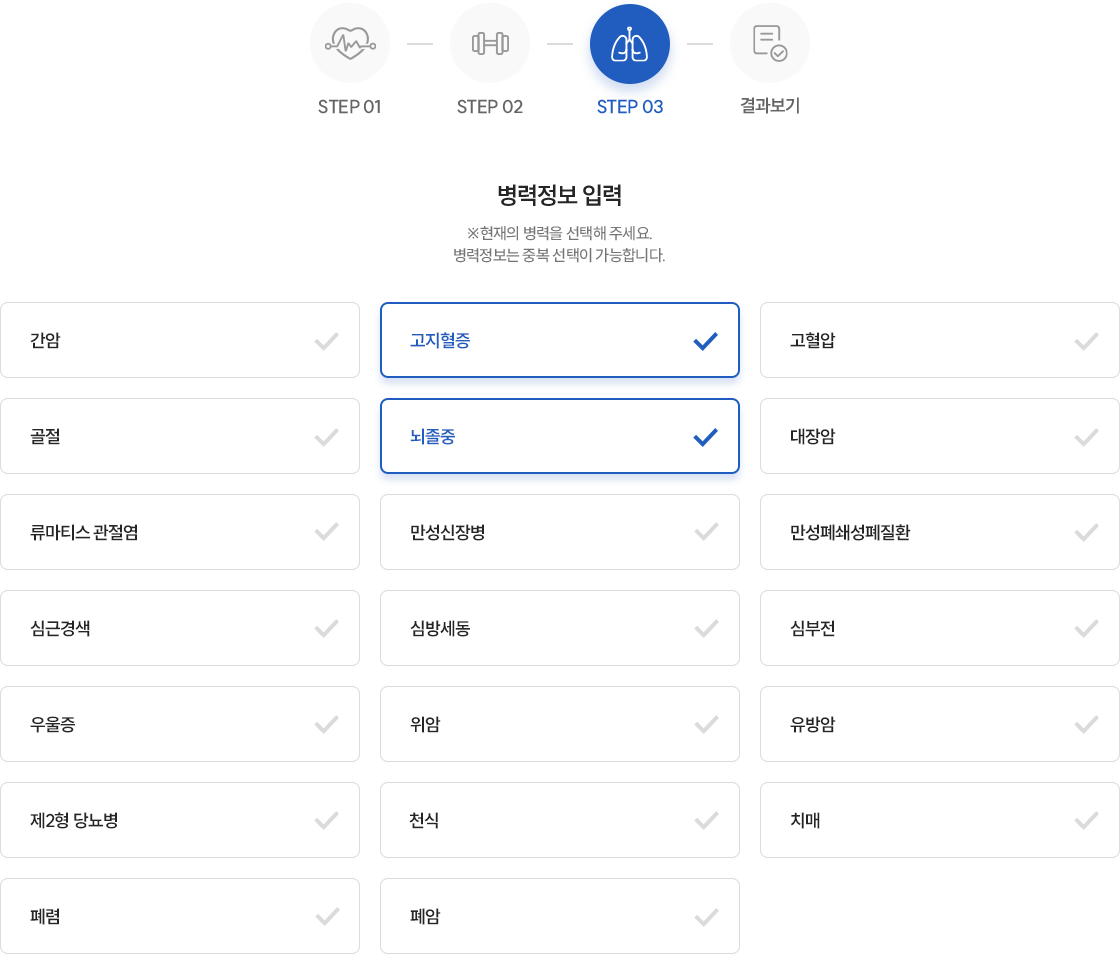 STEP 01 STEP 02 STEP 03 결과보기
병력정보 입력
※현재의 병력을 선택해 주세요.
병력정보는 중복 선택이 가능합니다.
간암 고지혈증 고혈압
골절 뇌졸중 대장암
류마티스 관절염 만성신장병 만성폐쇄성폐질환
심근경색 심방세동 심부전
우울증 위암 유방암
제2형 당뇨병 천식 치매
폐렴 폐암